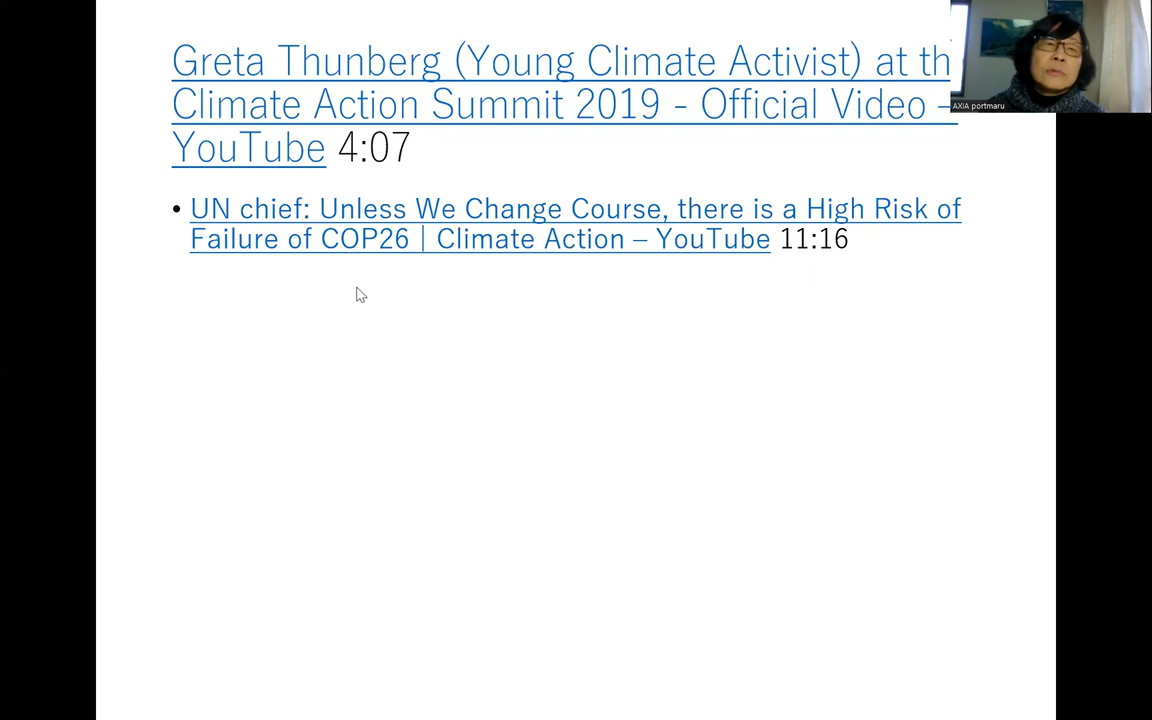 Greta Thunberg (Young Climate Activist) at th
Climate Action Summit 2019 - Official Video –
YouTube 4:07
• UN chief: Unless We Change Course, there is a High Risk of
Failure of COP26 | Climate Action – YouTube 11:16
AXIA portmaru